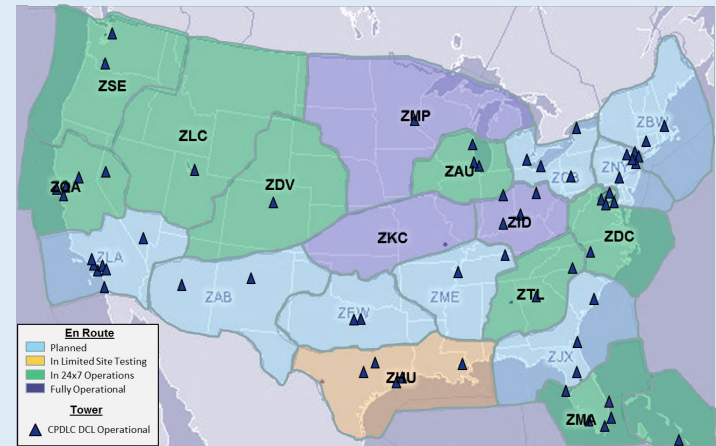 ZSE
ZMP
ZBW
ZLC
ZAU
ZNY
ZOB
ZOA
ZDV
ZID
ZKC
ZDC
ZLA
ZAB
ZFW
ZME
ZTL
En Route
Planned
In Limited Site Testing
In 24x7 Operations
Fully Operational
Tower
CPDLC DCL Operational
ZJX
ZHU
ZMA